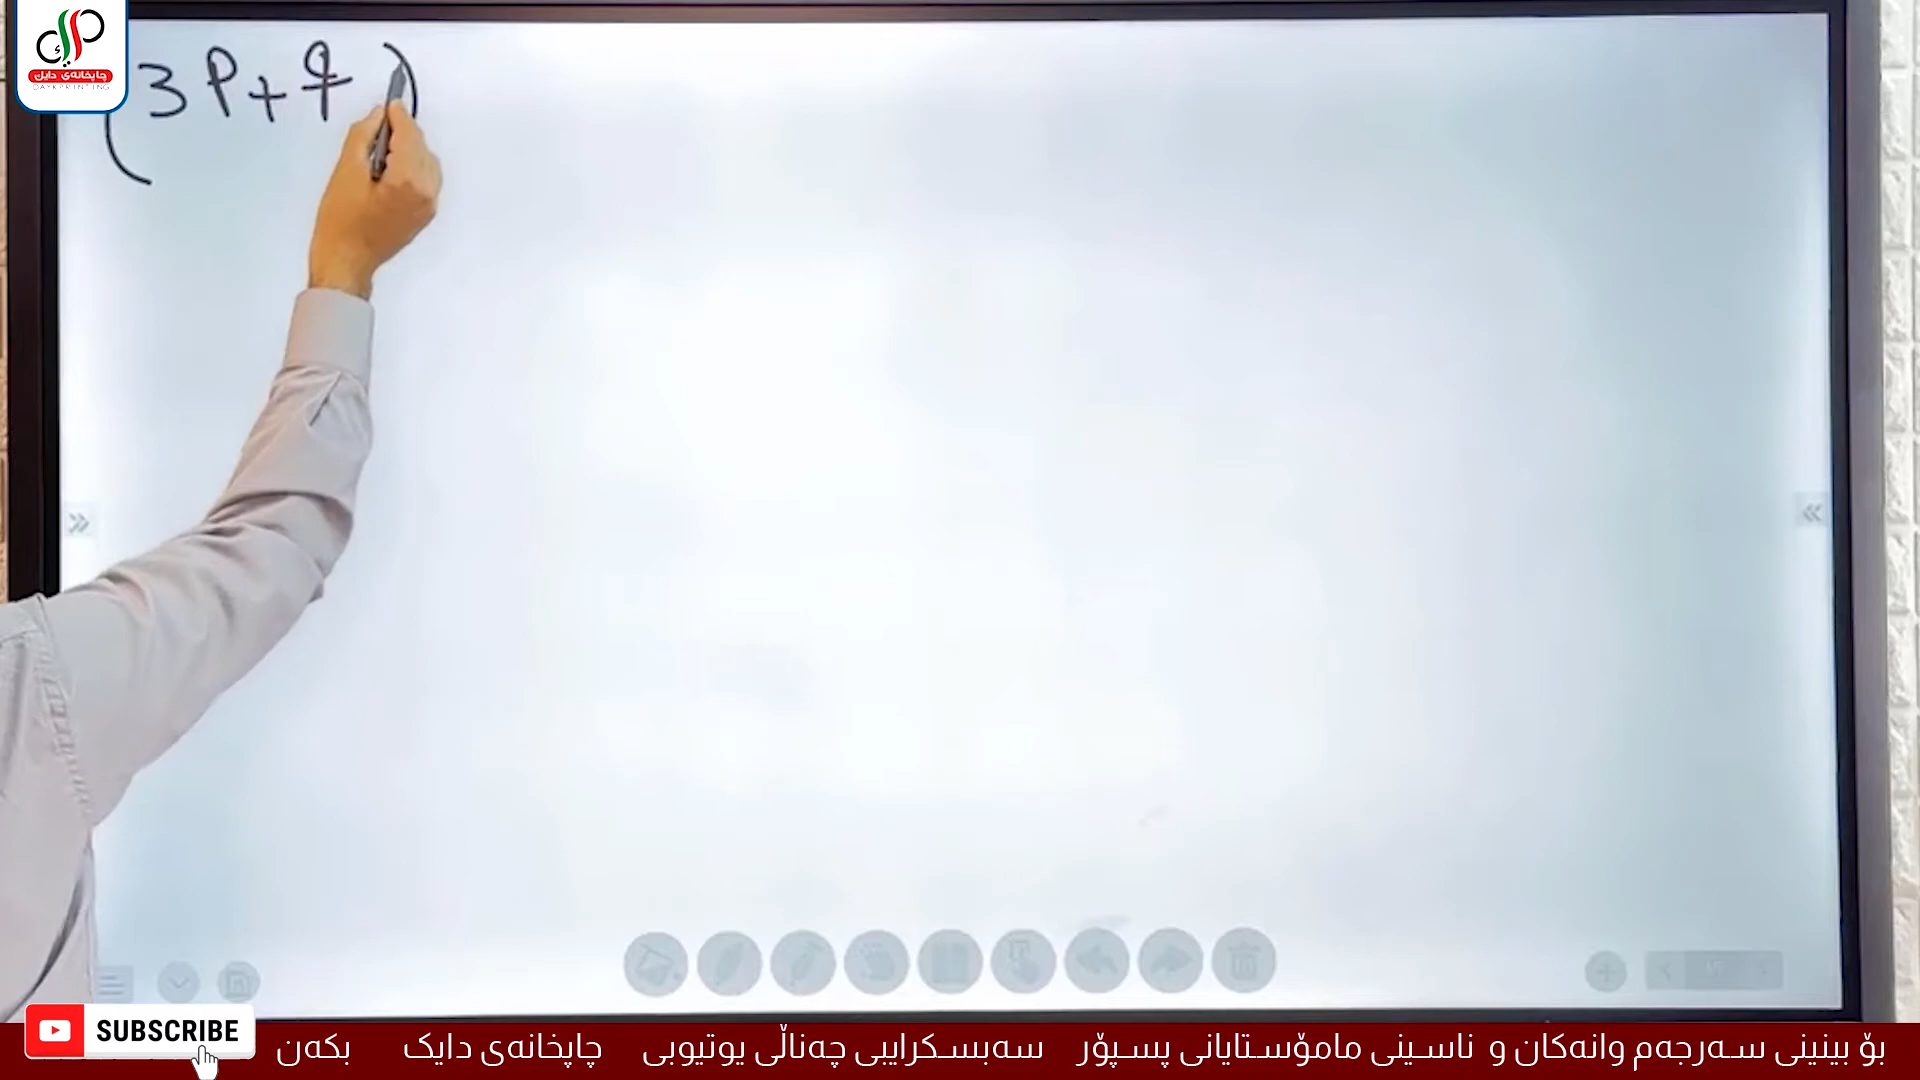 چاپخانەی دایک
DAYKPRINTING
(3P+q)
SUBSCRIBE
بۆ بینینی سەرجەم وانەکان و ناسینی مامۆستایانی پسپۆر سەبسکرایبی چەناڵی یوتیوبی چاپخانەی دایک بکەن